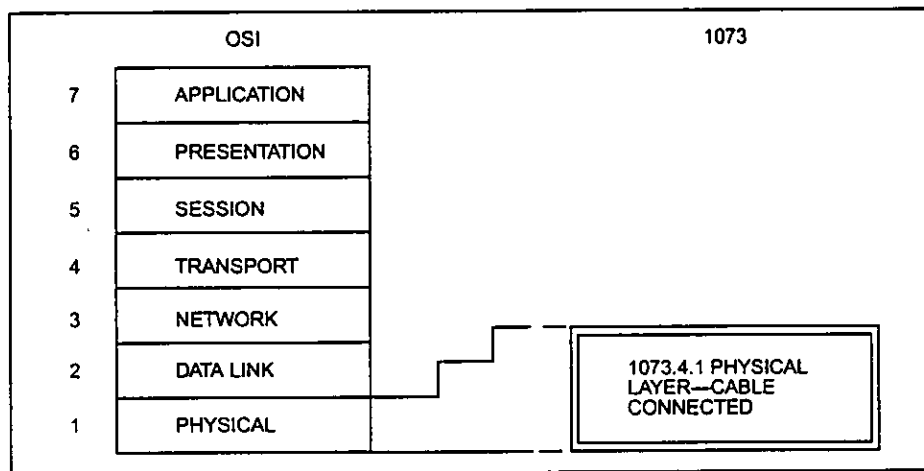 OSI 1073
7 APPLICATION
6 PRESENTATION
5 SESSION
4 TRANSPORT
3 NETWORK
2 DATA LINK
1 PHYSICAL
1073.4.1 PHYSICAL
LAYER—CABLE
CONNECTED